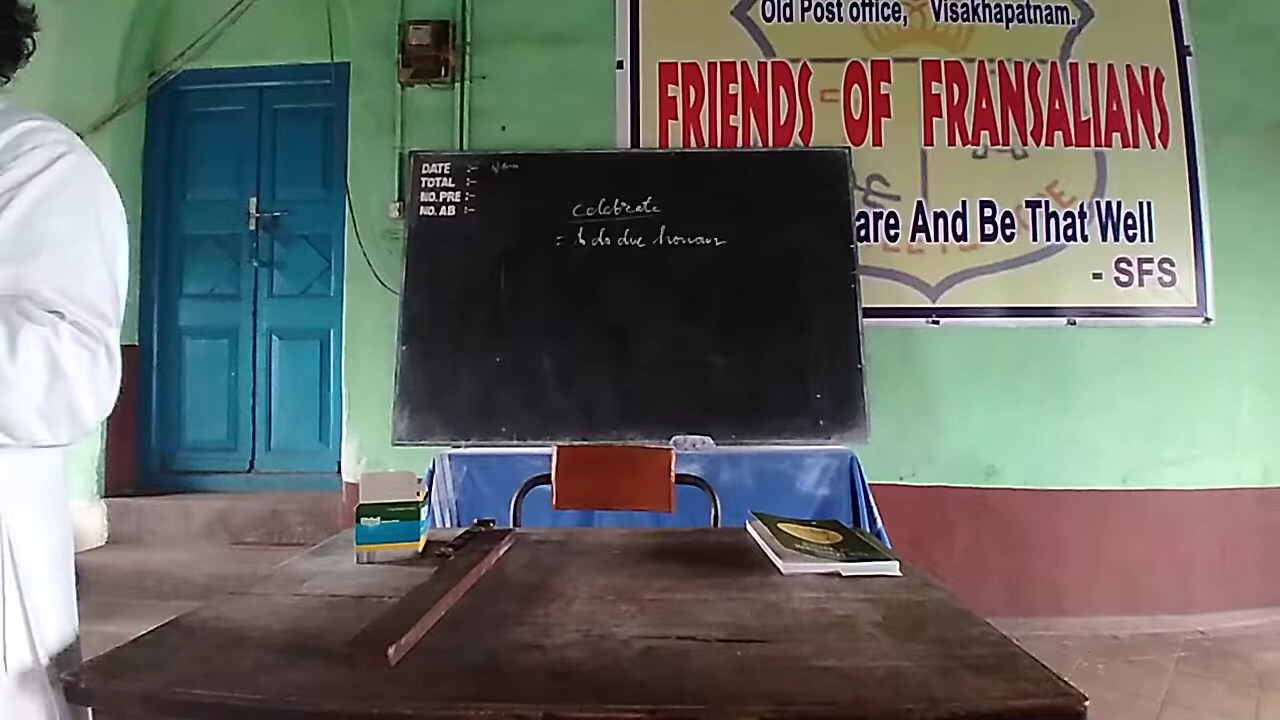 Old Post office, Visakhapatnam.
FRIENDS OF FRANSALIANS
are And Be That Well
- SFS
DATE :-
TOTAL :-
NO.PRE :-
NO. AB :-
celebrate
= to do due honour